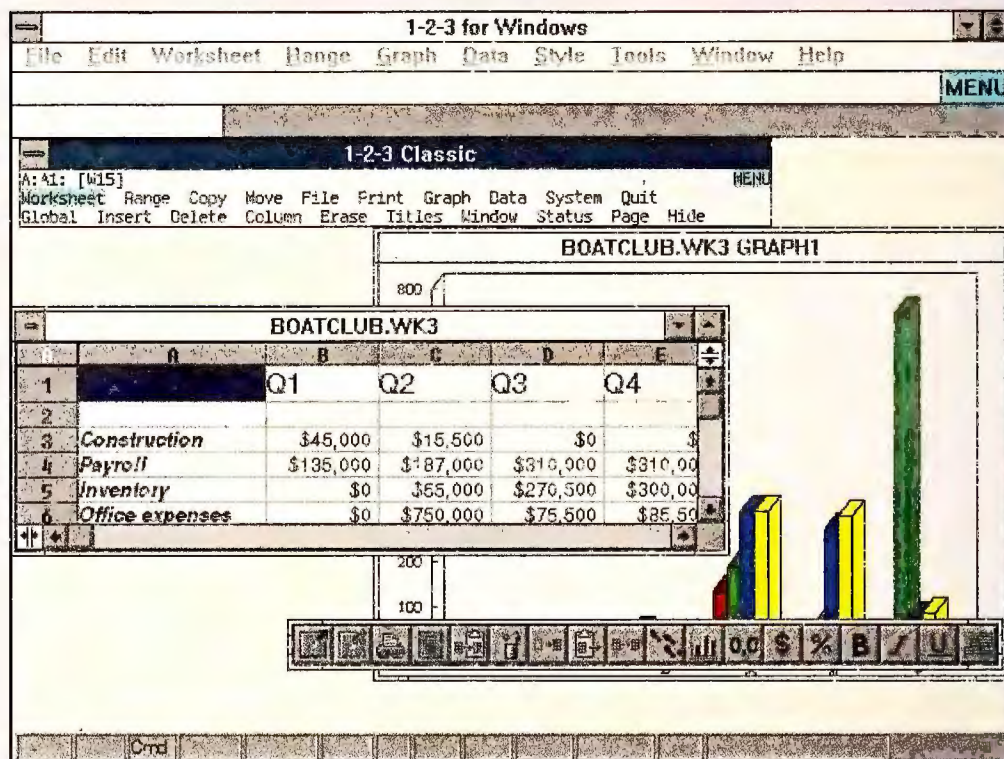 1-2-3 for Windows
File Edit Worksheet Range Graph Data Style Tools Window Help
MENU
1-2-3 Classic
A:A1: [W15] MENU
Worksheet Range Copy Move File Print Graph Data System Quit
Global Insert Delete Column Erase Titles Window Status Page Hide
BOATCLUB.WK3 GRAPH1
800
BOATCLUB.WK3
A B C D E
1 Q1 Q2 Q3 Q4
2
3 Construction $45,000 $15,500 $0 $
4 Payroll $135,000 $187,000 $310,000 $310,00
5 Inventory $0 $55,000 $270,500 $300,00
6 Office expenses $0 $750,000 $75,500 $85,50
200
100
0,0 $ % B I U
Cmd